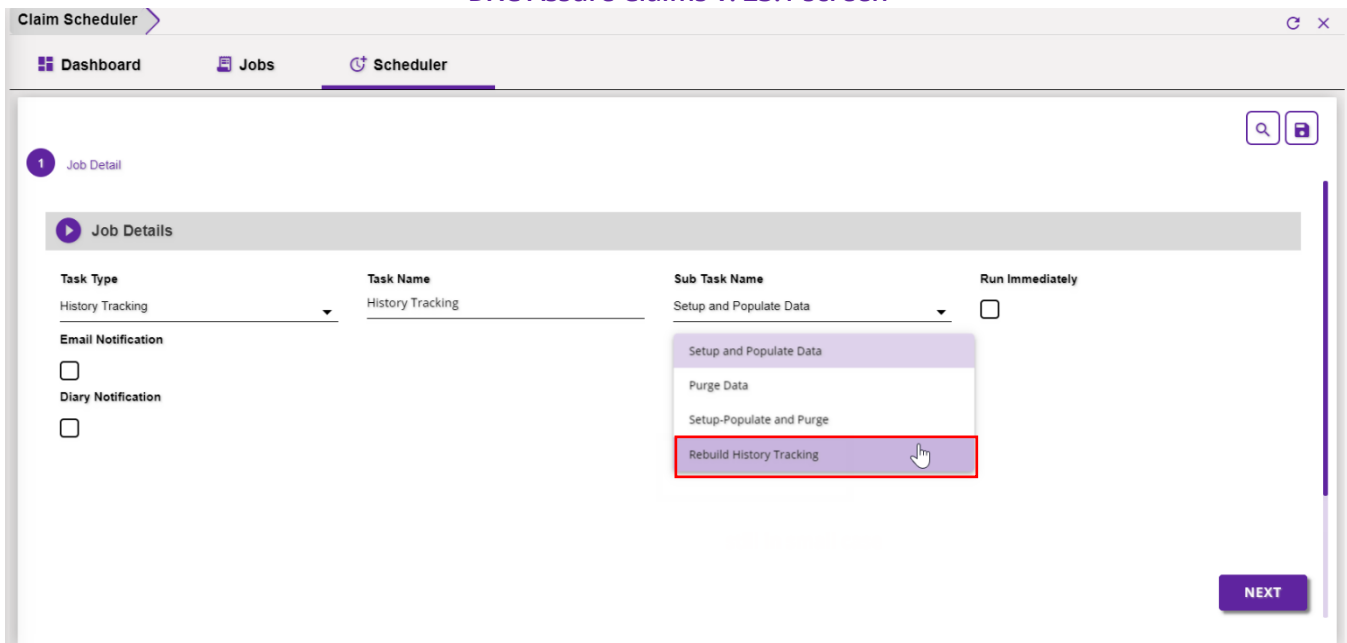 Claim Scheduler
Dashboard Jobs Scheduler
1 Job Detail
Job Details
Task Type Task Name Sub Task Name Run Immediately
History Tracking History Tracking Setup and Populate Data
Email Notification
Setup and Populate Data
Purge Data
Diary Notification
Setup-Populate and Purge
Rebuild History Tracking
NEXT